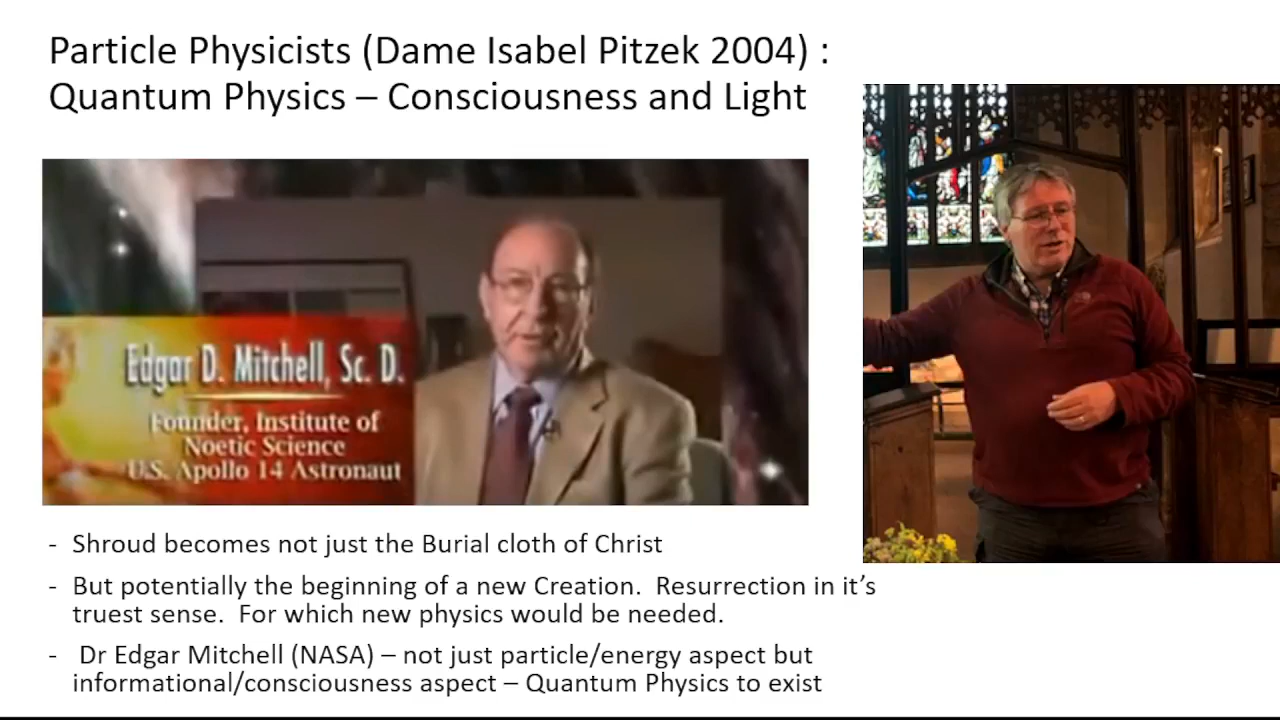 Particle Physicists (Dame Isabel Pitzek 2004) :
Quantum Physics – Consciousness and Light
Edgar D. Mitchell, Sc. D.
Founder, Institute of
Noetic Science
U.S. Apollo 14 Astronaut
- Shroud becomes not just the Burial cloth of Christ
- But potentially the beginning of a new Creation.  Resurrection in it's
truest sense.  For which new physics would be needed.
- Dr Edgar Mitchell (NASA) – not just particle/energy aspect but
informational/consciousness aspect – Quantum Physics to exist